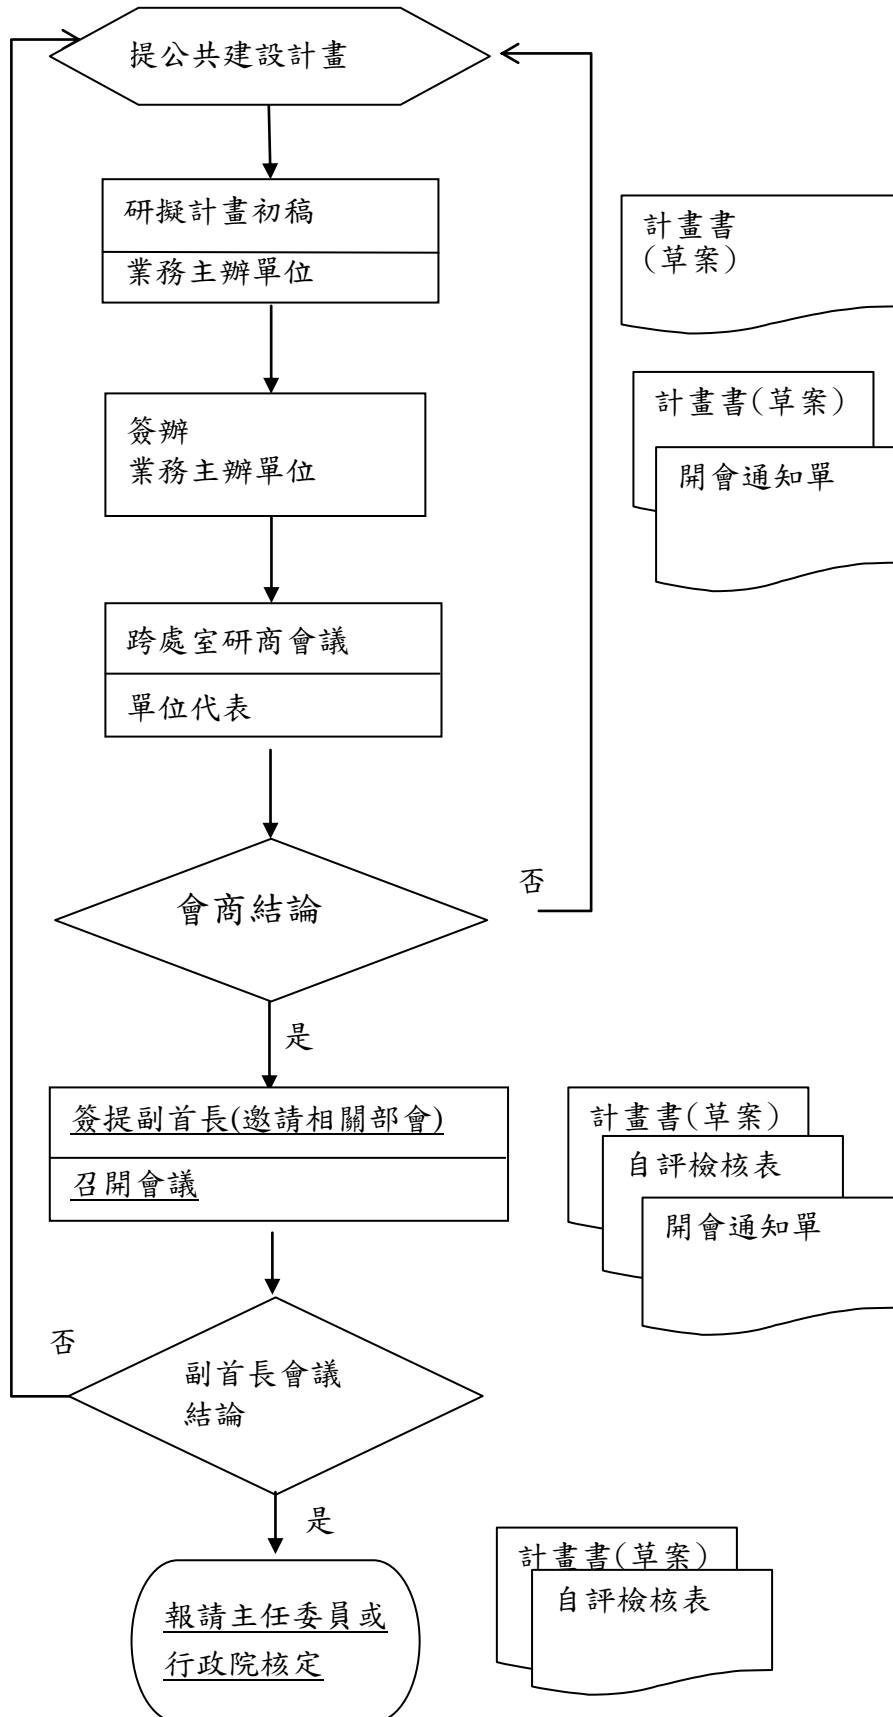 提公共建設計畫
研擬計畫初稿
業務主辦單位
計畫書
(草案)
簽辦
業務主辦單位
計畫書(草案)
開會通知單
跨處室研商會議
單位代表
會商結論
否
是
簽提副首長(邀請相關部會)
召開會議
計畫書(草案)
自評檢核表
開會通知單
否
副首長會議
結論
是
報請主任委員或
行政院核定
計畫書(草案)
自評檢核表